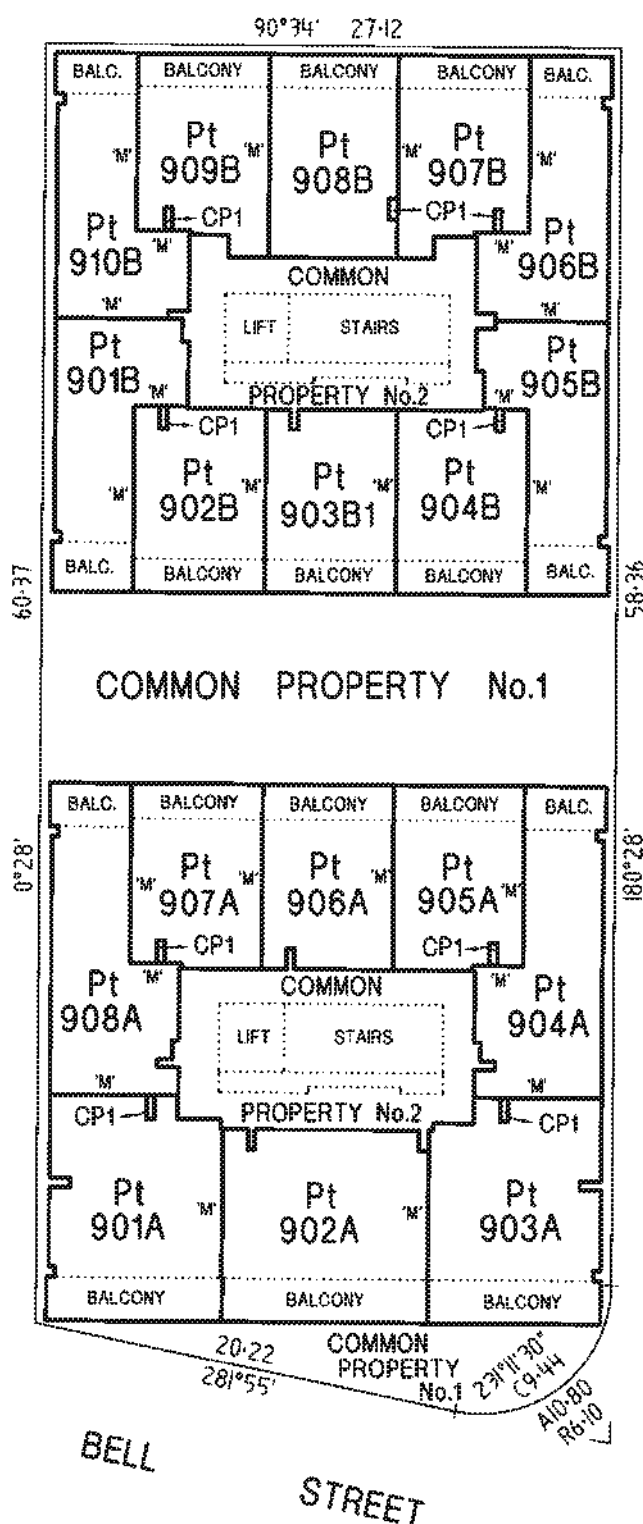 90°34' 27·12
BALC. BALCONY BALCONY BALCONY BALC.
Pt 909B
Pt 908B
Pt 907B
'M' 'M' 'M' 'M'
CP1 CP1
Pt 910B
'M' 'M'
Pt 906B
COMMON
'M' 'M'
LIFT STAIRS
Pt 901B
Pt 905B
'M' 'M'
PROPERTY No.2
CP1 CP1
Pt 902B
Pt 903B1
Pt 904B
'M' 'M' 'M' 'M'
BALC. BALCONY BALCONY BALCONY BALC.
60·37
58·36
COMMON PROPERTY No.1
0°28'
180°28'
BALC. BALCONY BALCONY BALCONY BALC.
Pt 907A
Pt 906A
Pt 905A
'M' 'M' 'M' 'M'
CP1 CP1
'M' 'M'
Pt 908A
COMMON
Pt 904A
LIFT STAIRS
'M' 'M'
CP1 PROPERTY No.2 CP1
Pt 901A
Pt 902A
Pt 903A
'M' 'M'
BALCONY BALCONY BALCONY
20·22
281°55'
COMMON
PROPERTY
No.1
231°11'30"
C9·44
A10·80
R6·10
BELL STREET